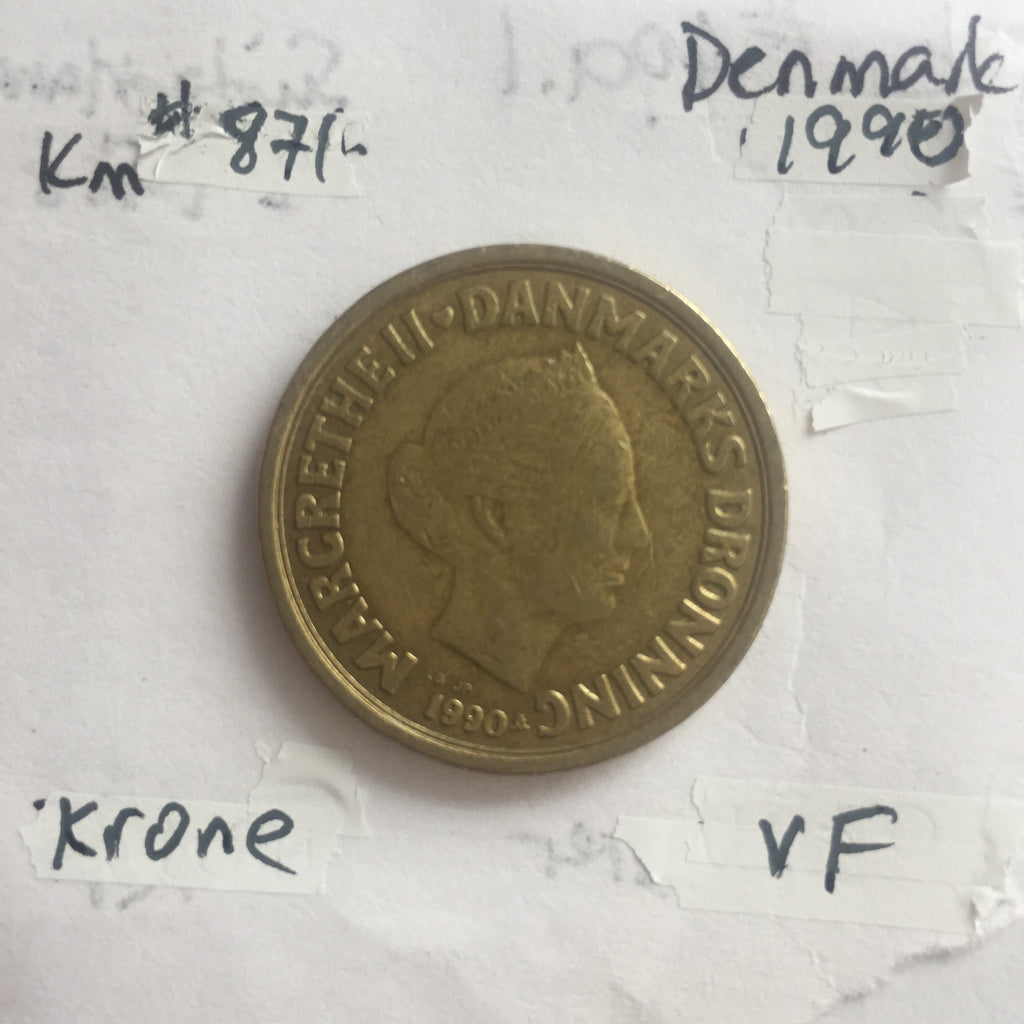 Km # 871
Denmark
1990
MARGRETHE II ♥ DANMARKS DRONNING
1990
Krone
VF